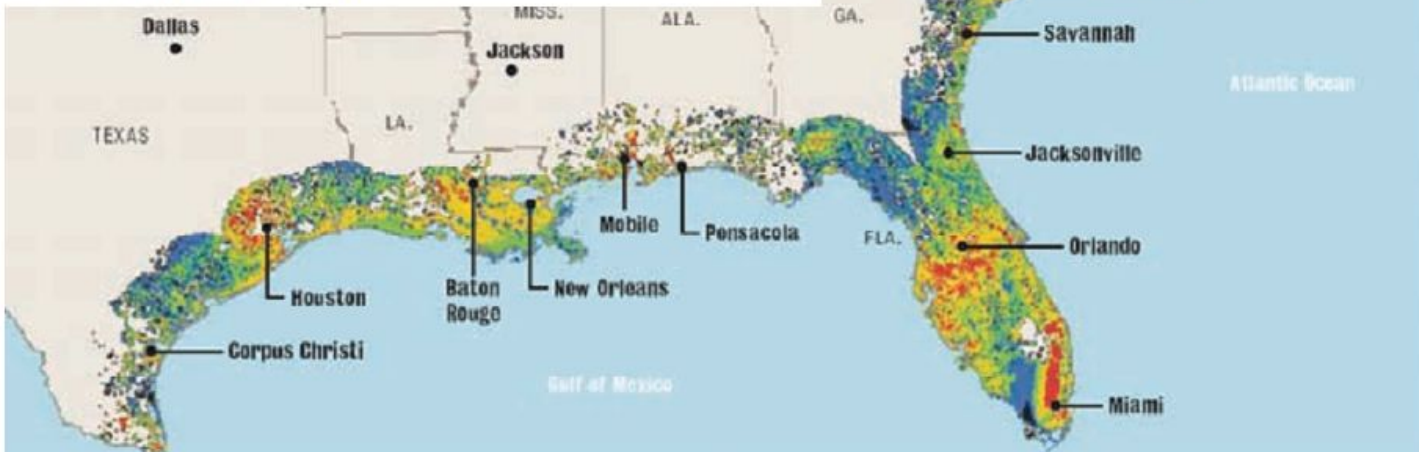 MISS.
ALA.
GA.
Dallas
Jackson
Savannah
Atlantic Ocean
TEXAS
LA.
Jacksonville
Mobile
Pensacola
FLA.
Orlando
Houston
Baton
Rouge
New Orleans
Corpus Christi
Gulf of Mexico
Miami